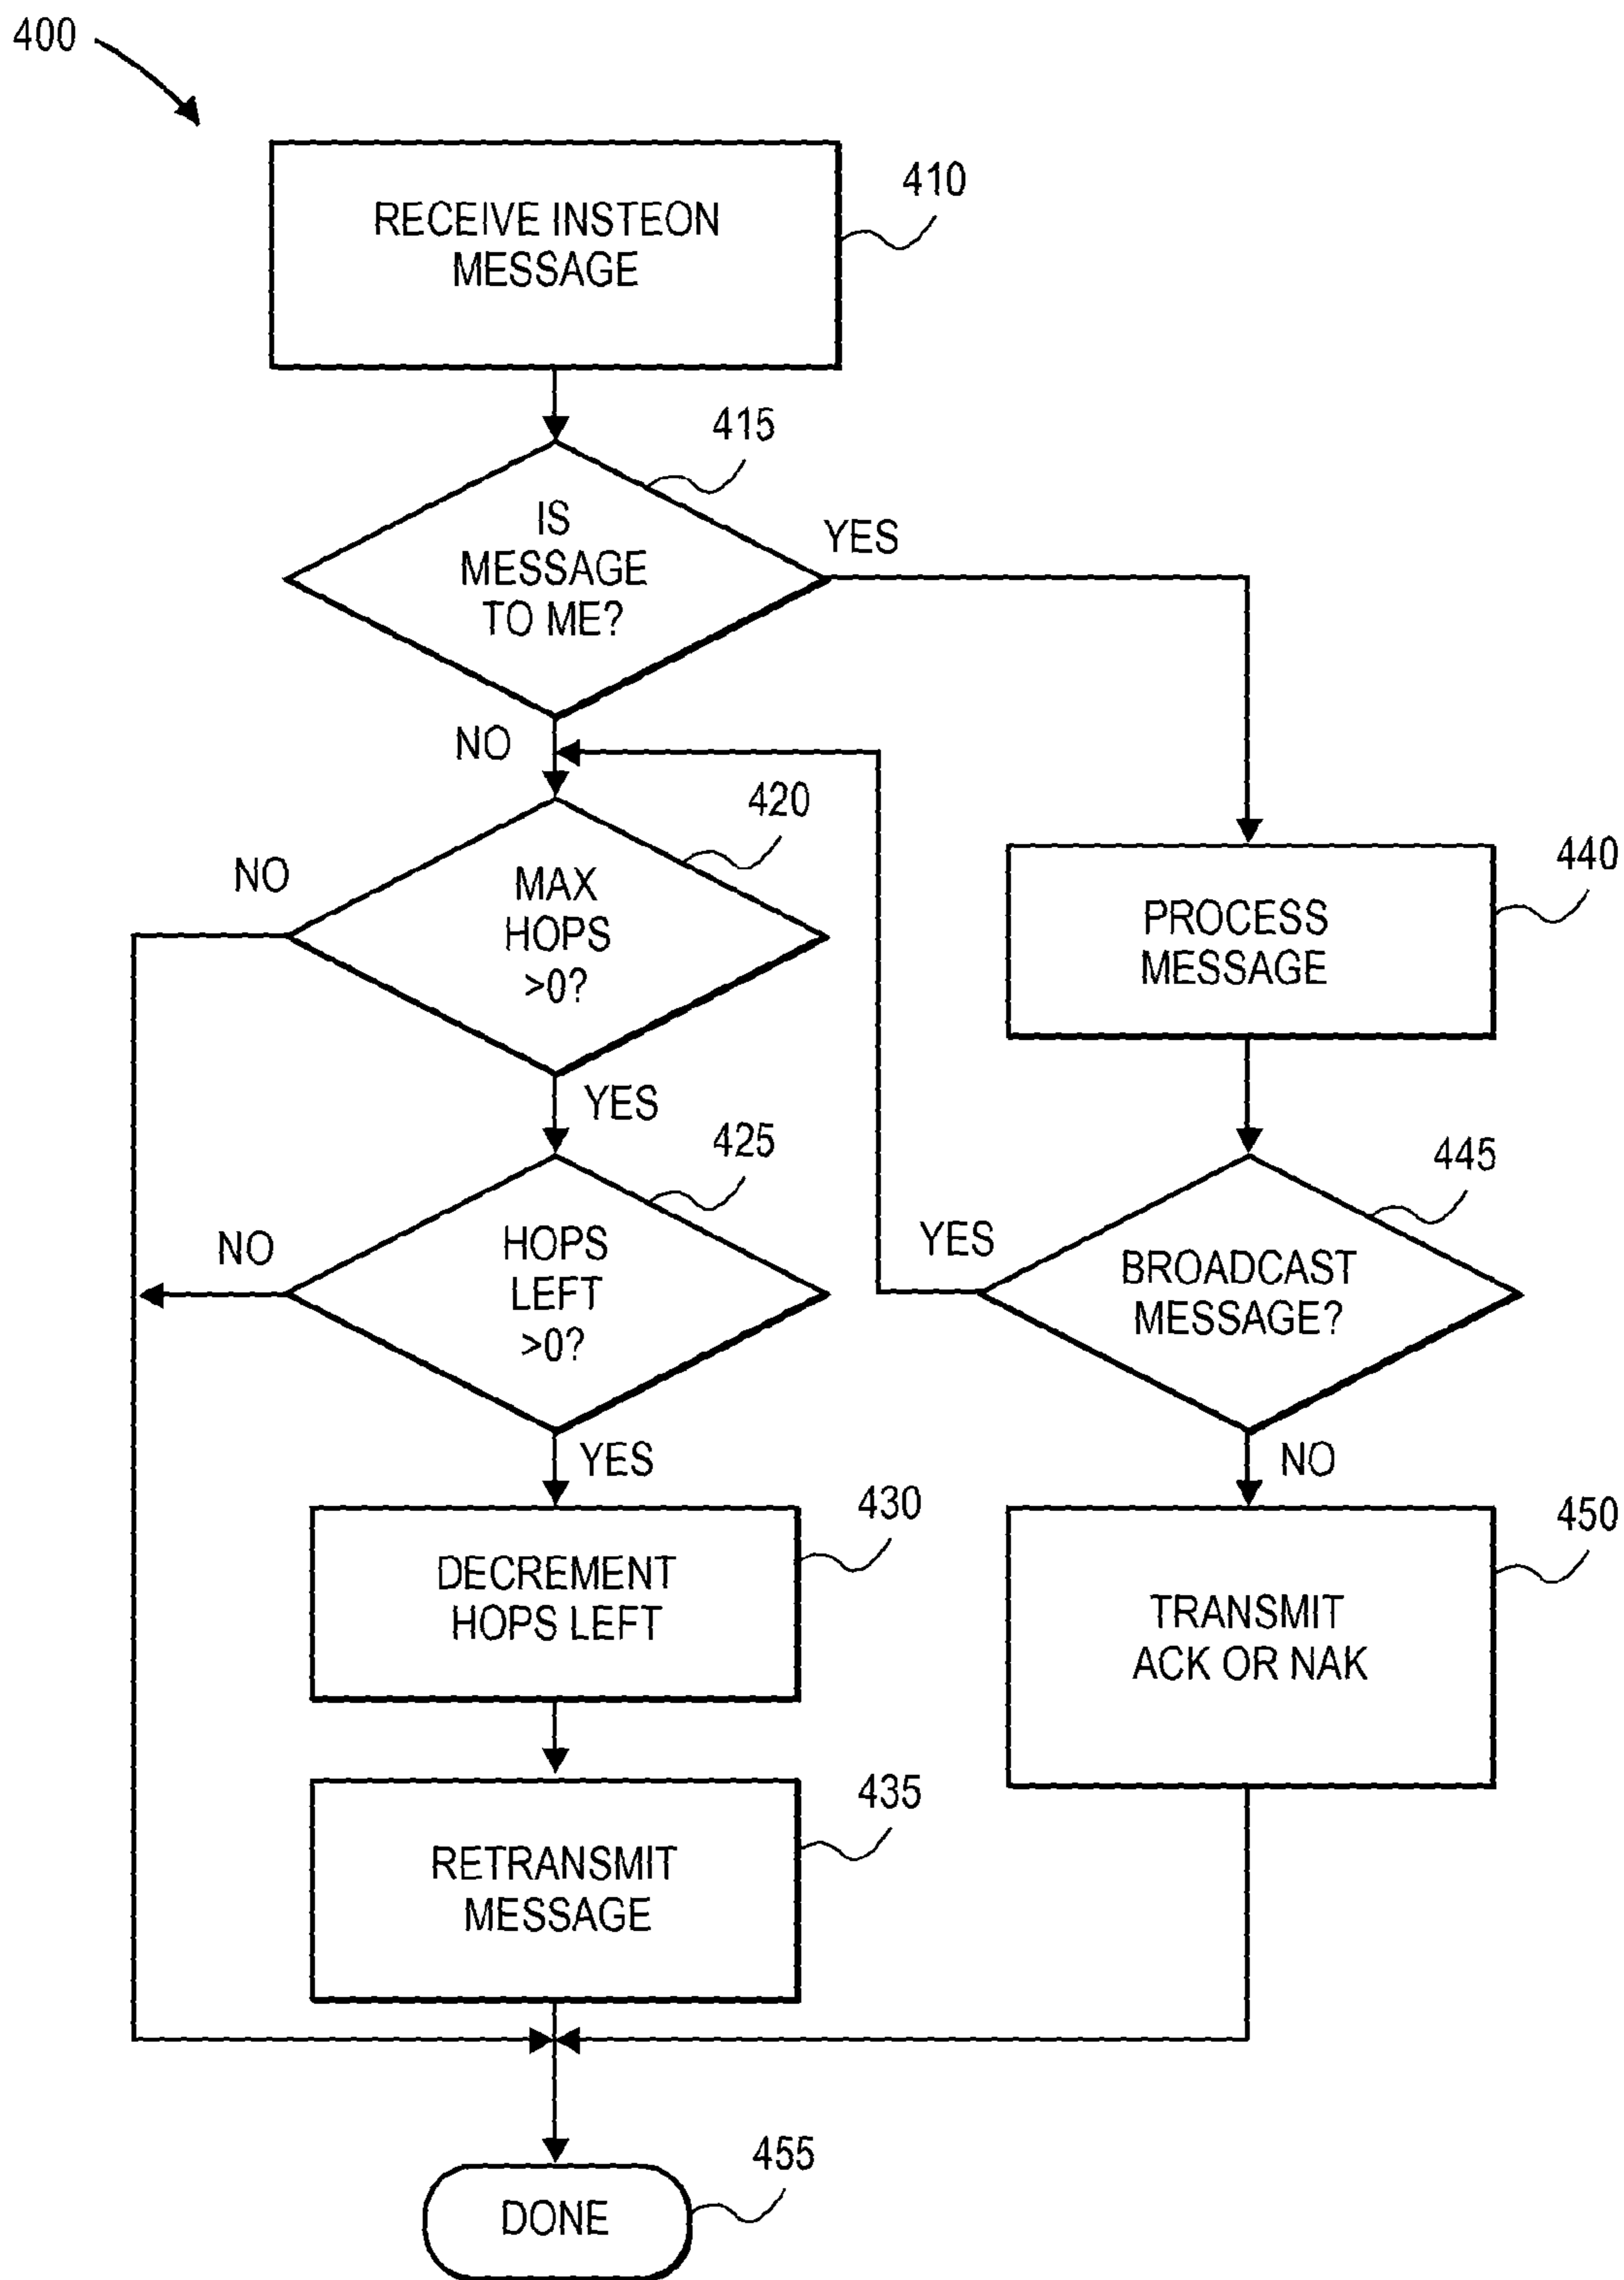 400
RECEIVE INSTEON
MESSAGE
410
415
IS
MESSAGE
TO ME?
YES
NO
420
MAX
HOPS
>0?
NO
YES
440
PROCESS
MESSAGE
425
HOPS
LEFT
>0?
NO
YES
445
BROADCAST
MESSAGE?
YES
NO
430
DECREMENT
HOPS LEFT
450
TRANSMIT
ACK OR NAK
435
RETRANSMIT
MESSAGE
455
DONE